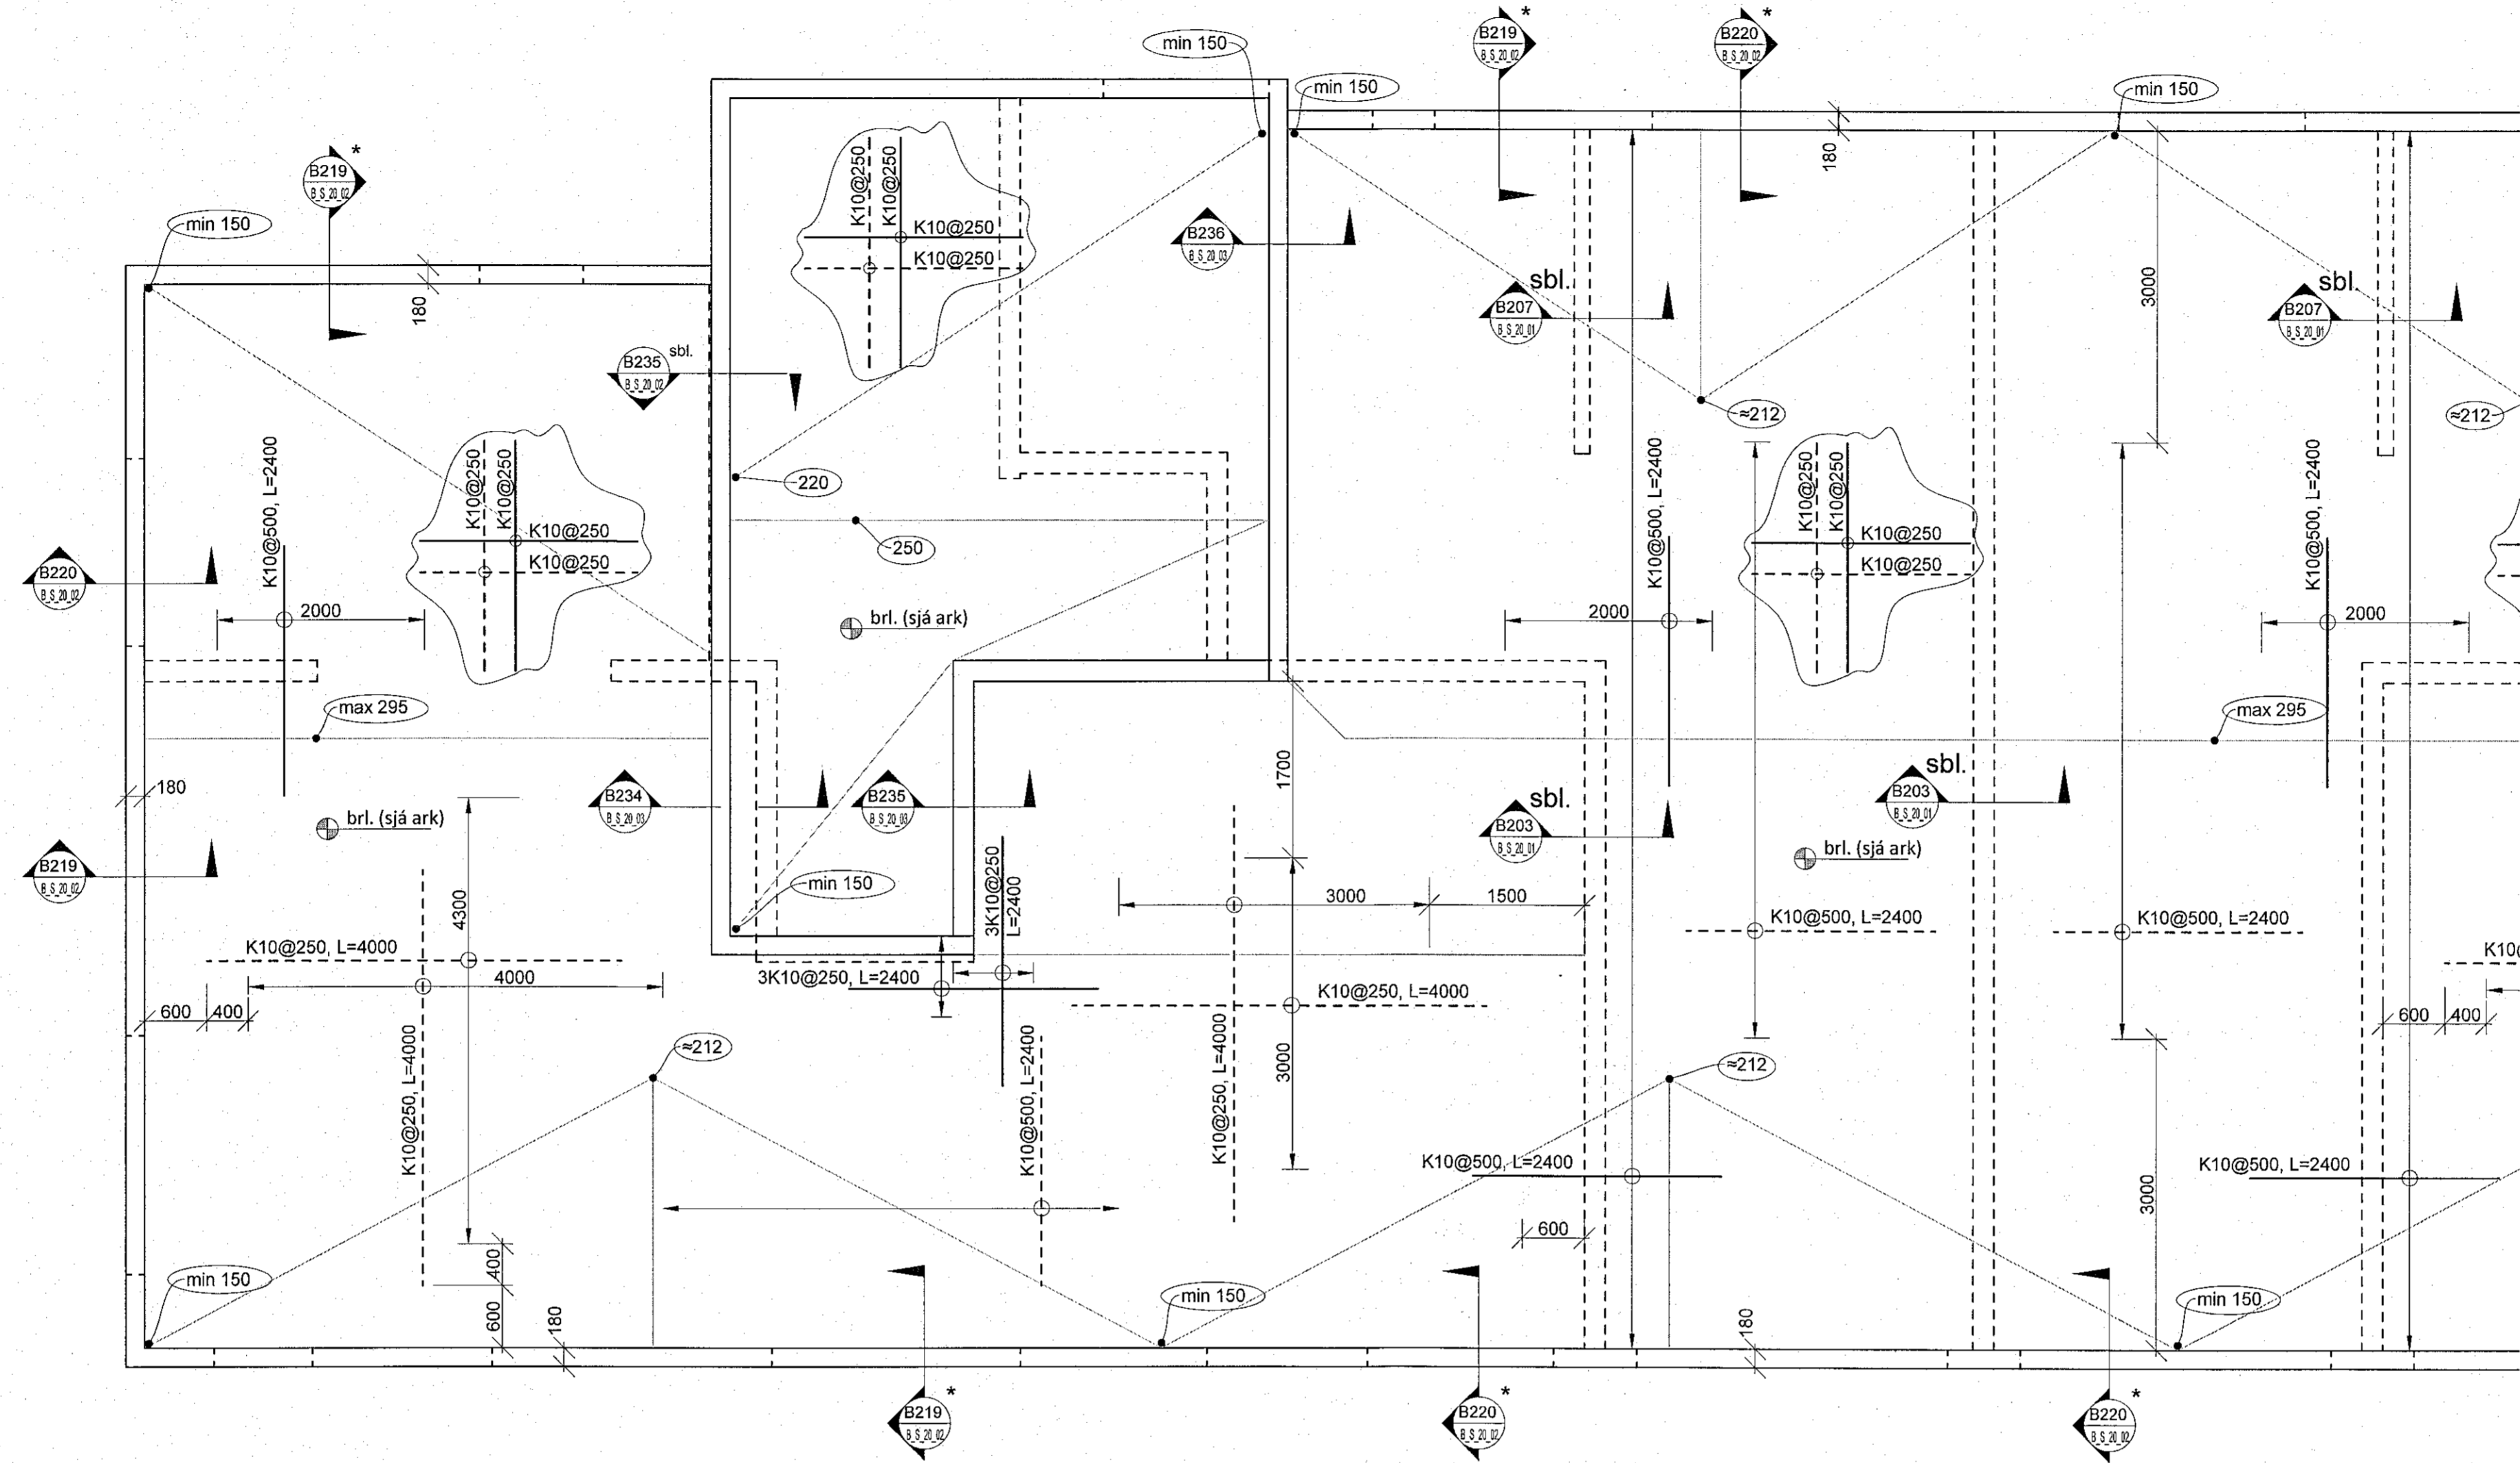 B219
B_S_20_02
*
B220
B_S_20_02
*
min 150
min 150
min 150
B219
B_S_20_02
*
min 150
180
180
K10@250
K10@250
K10@250
K10@250
B236
B_S_20_03
3000
sbl.
B207
B_S_20_01
sbl.
B207
B_S_20_01
B235
B_S_20_02
sbl.
≈212
≈212
K10@500, L=2400
K10@250
K10@250
K10@250
K10@250
220
250
K10@500, L=2400
K10@250
K10@250
K10@250
K10@250
K10@500, L=2400
B220
B_S_20_02
2000
brl. (sjá ark)
2000
2000
max 295
max 295
180
1700
B234
B_S_20_03
B235
B_S_20_03
sbl.
B203
B_S_20_01
sbl.
B203
B_S_20_01
brl. (sjá ark)
brl. (sjá ark)
B219
B_S_20_02
min 150
3K10@250
L=2400
4300
3000
1500
K10@500, L=2400
K10@500, L=2400
K10@250, L=4000
4000
3K10@250, L=2400
K10@250, L=4000
600
400
600
400
≈212
≈212
K10@250, L=4000
K10@500, L=2400
K10@250, L=4000
3000
K10@500, L=2400
K10@500, L=2400
3000
600
400
600
min 150
min 150
min 150
180
180
B219
B_S_20_02
*
B220
B_S_20_02
*
B220
B_S_20_02
*